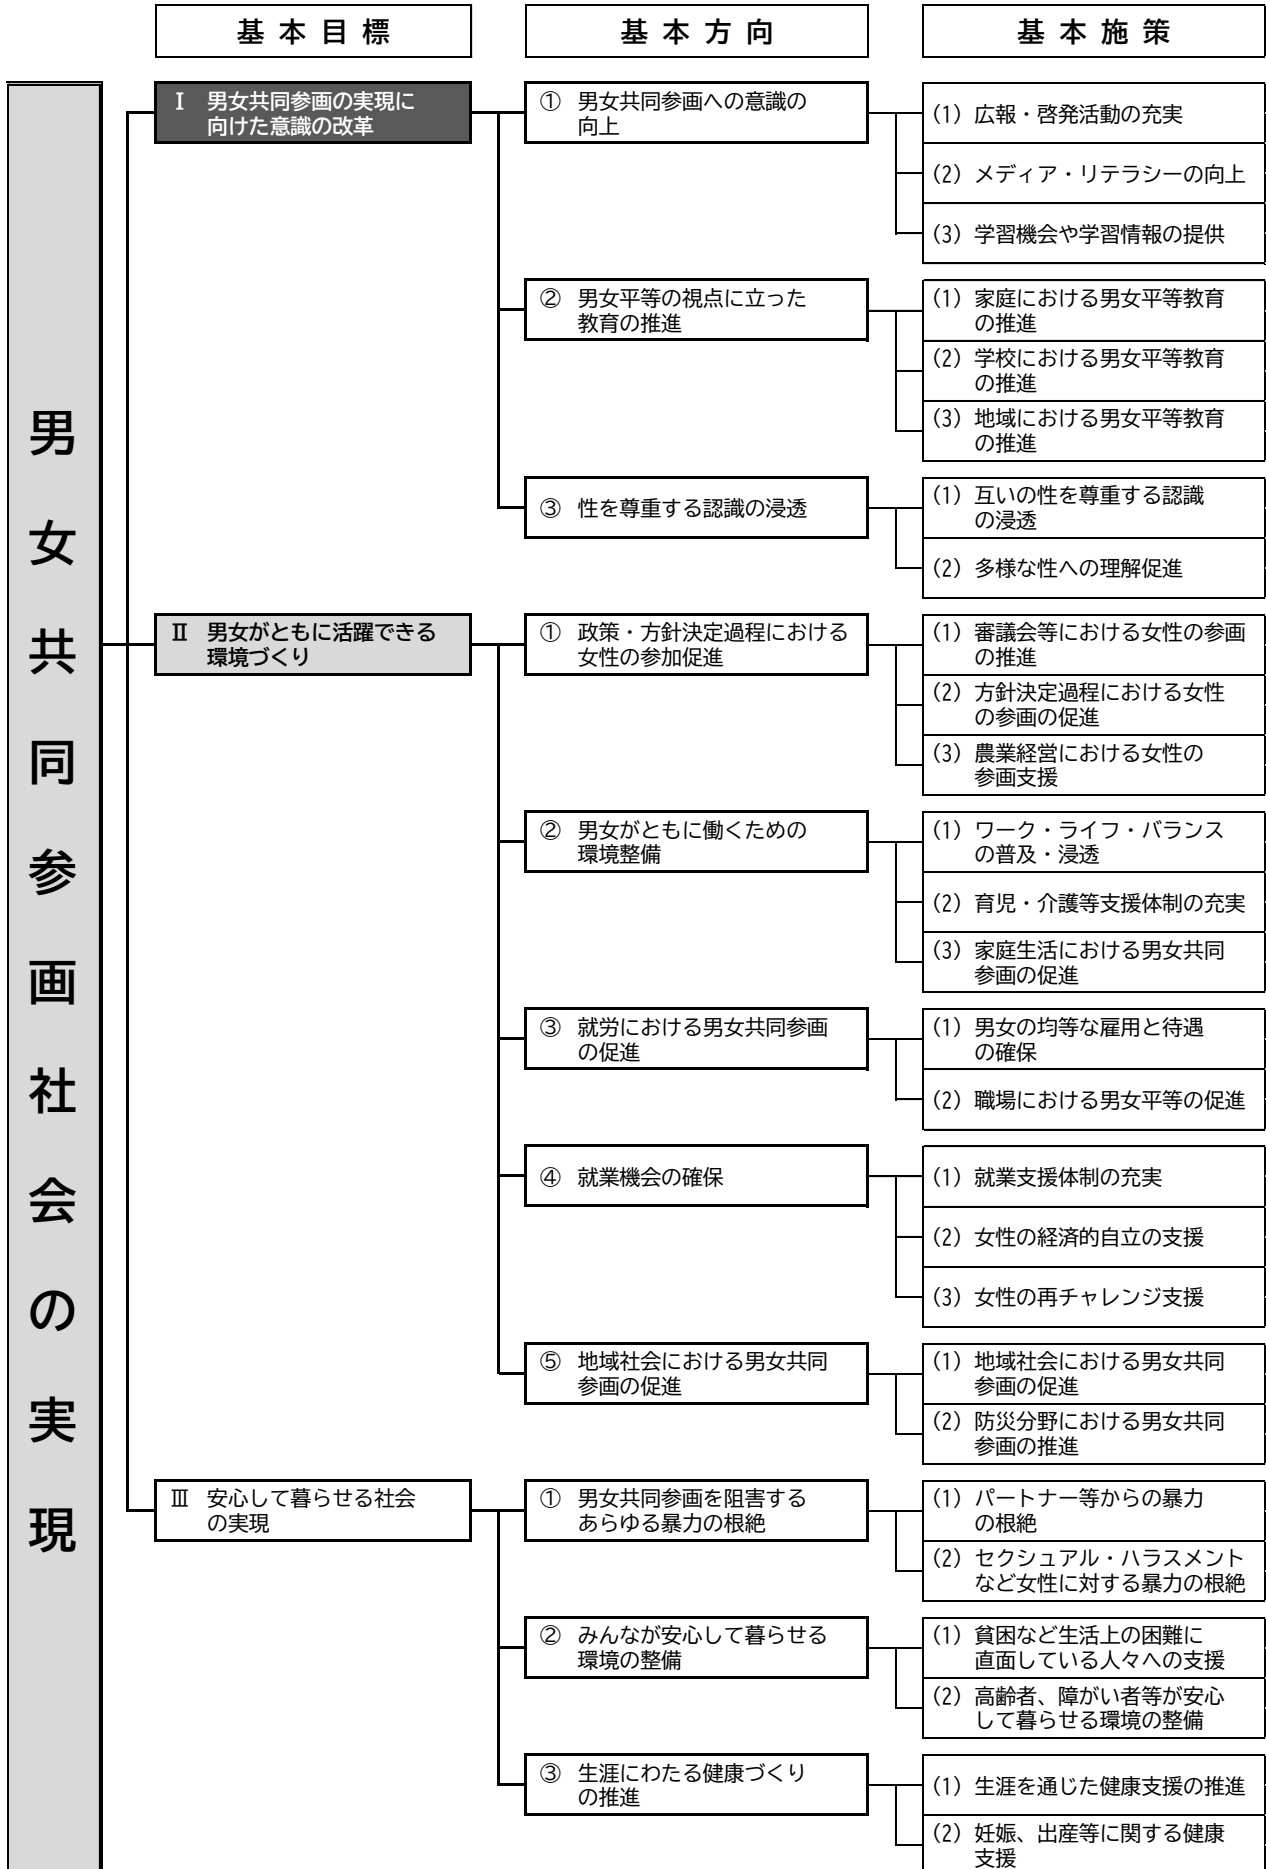 基本目標
基本方向
基本施策
男女共同参画社会の実現
Ⅰ 男女共同参画の実現に
向けた意識の改革
① 男女共同参画への意識の
向上
(1) 広報・啓発活動の充実
(2) メディア・リテラシーの向上
(3) 学習機会や学習情報の提供
② 男女平等の視点に立った
教育の推進
(1) 家庭における男女平等教育
の推進
(2) 学校における男女平等教育
の推進
(3) 地域における男女平等教育
の推進
③ 性を尊重する認識の浸透
(1) 互いの性を尊重する認識
の浸透
(2) 多様な性への理解促進
Ⅱ 男女がともに活躍できる
環境づくり
① 政策・方針決定過程における
女性の参加促進
(1) 審議会等における女性の参画
の推進
(2) 方針決定過程における女性
の参画の促進
(3) 農業経営における女性の
参画支援
② 男女がともに働くための
環境整備
(1) ワーク・ライフ・バランス
の普及・浸透
(2) 育児・介護等支援体制の充実
(3) 家庭生活における男女共同
参画の促進
③ 就労における男女共同参画
の促進
(1) 男女の均等な雇用と待遇
の確保
(2) 職場における男女平等の促進
④ 就業機会の確保
(1) 就業支援体制の充実
(2) 女性の経済的自立の支援
(3) 女性の再チャレンジ支援
⑤ 地域社会における男女共同
参画の促進
(1) 地域社会における男女共同
参画の促進
(2) 防災分野における男女共同
参画の推進
Ⅲ 安心して暮らせる社会
の実現
① 男女共同参画を阻害する
あらゆる暴力の根絶
(1) パートナー等からの暴力
の根絶
(2) セクシュアル・ハラスメント
など女性に対する暴力の根絶
② みんなが安心して暮らせる
環境の整備
(1) 貧困など生活上の困難に
直面している人々への支援
(2) 高齢者、障がい者等が安心
して暮らせる環境の整備
③ 生涯にわたる健康づくり
の推進
(1) 生涯を通じた健康支援の推進
(2) 妊娠、出産等に関する健康
支援